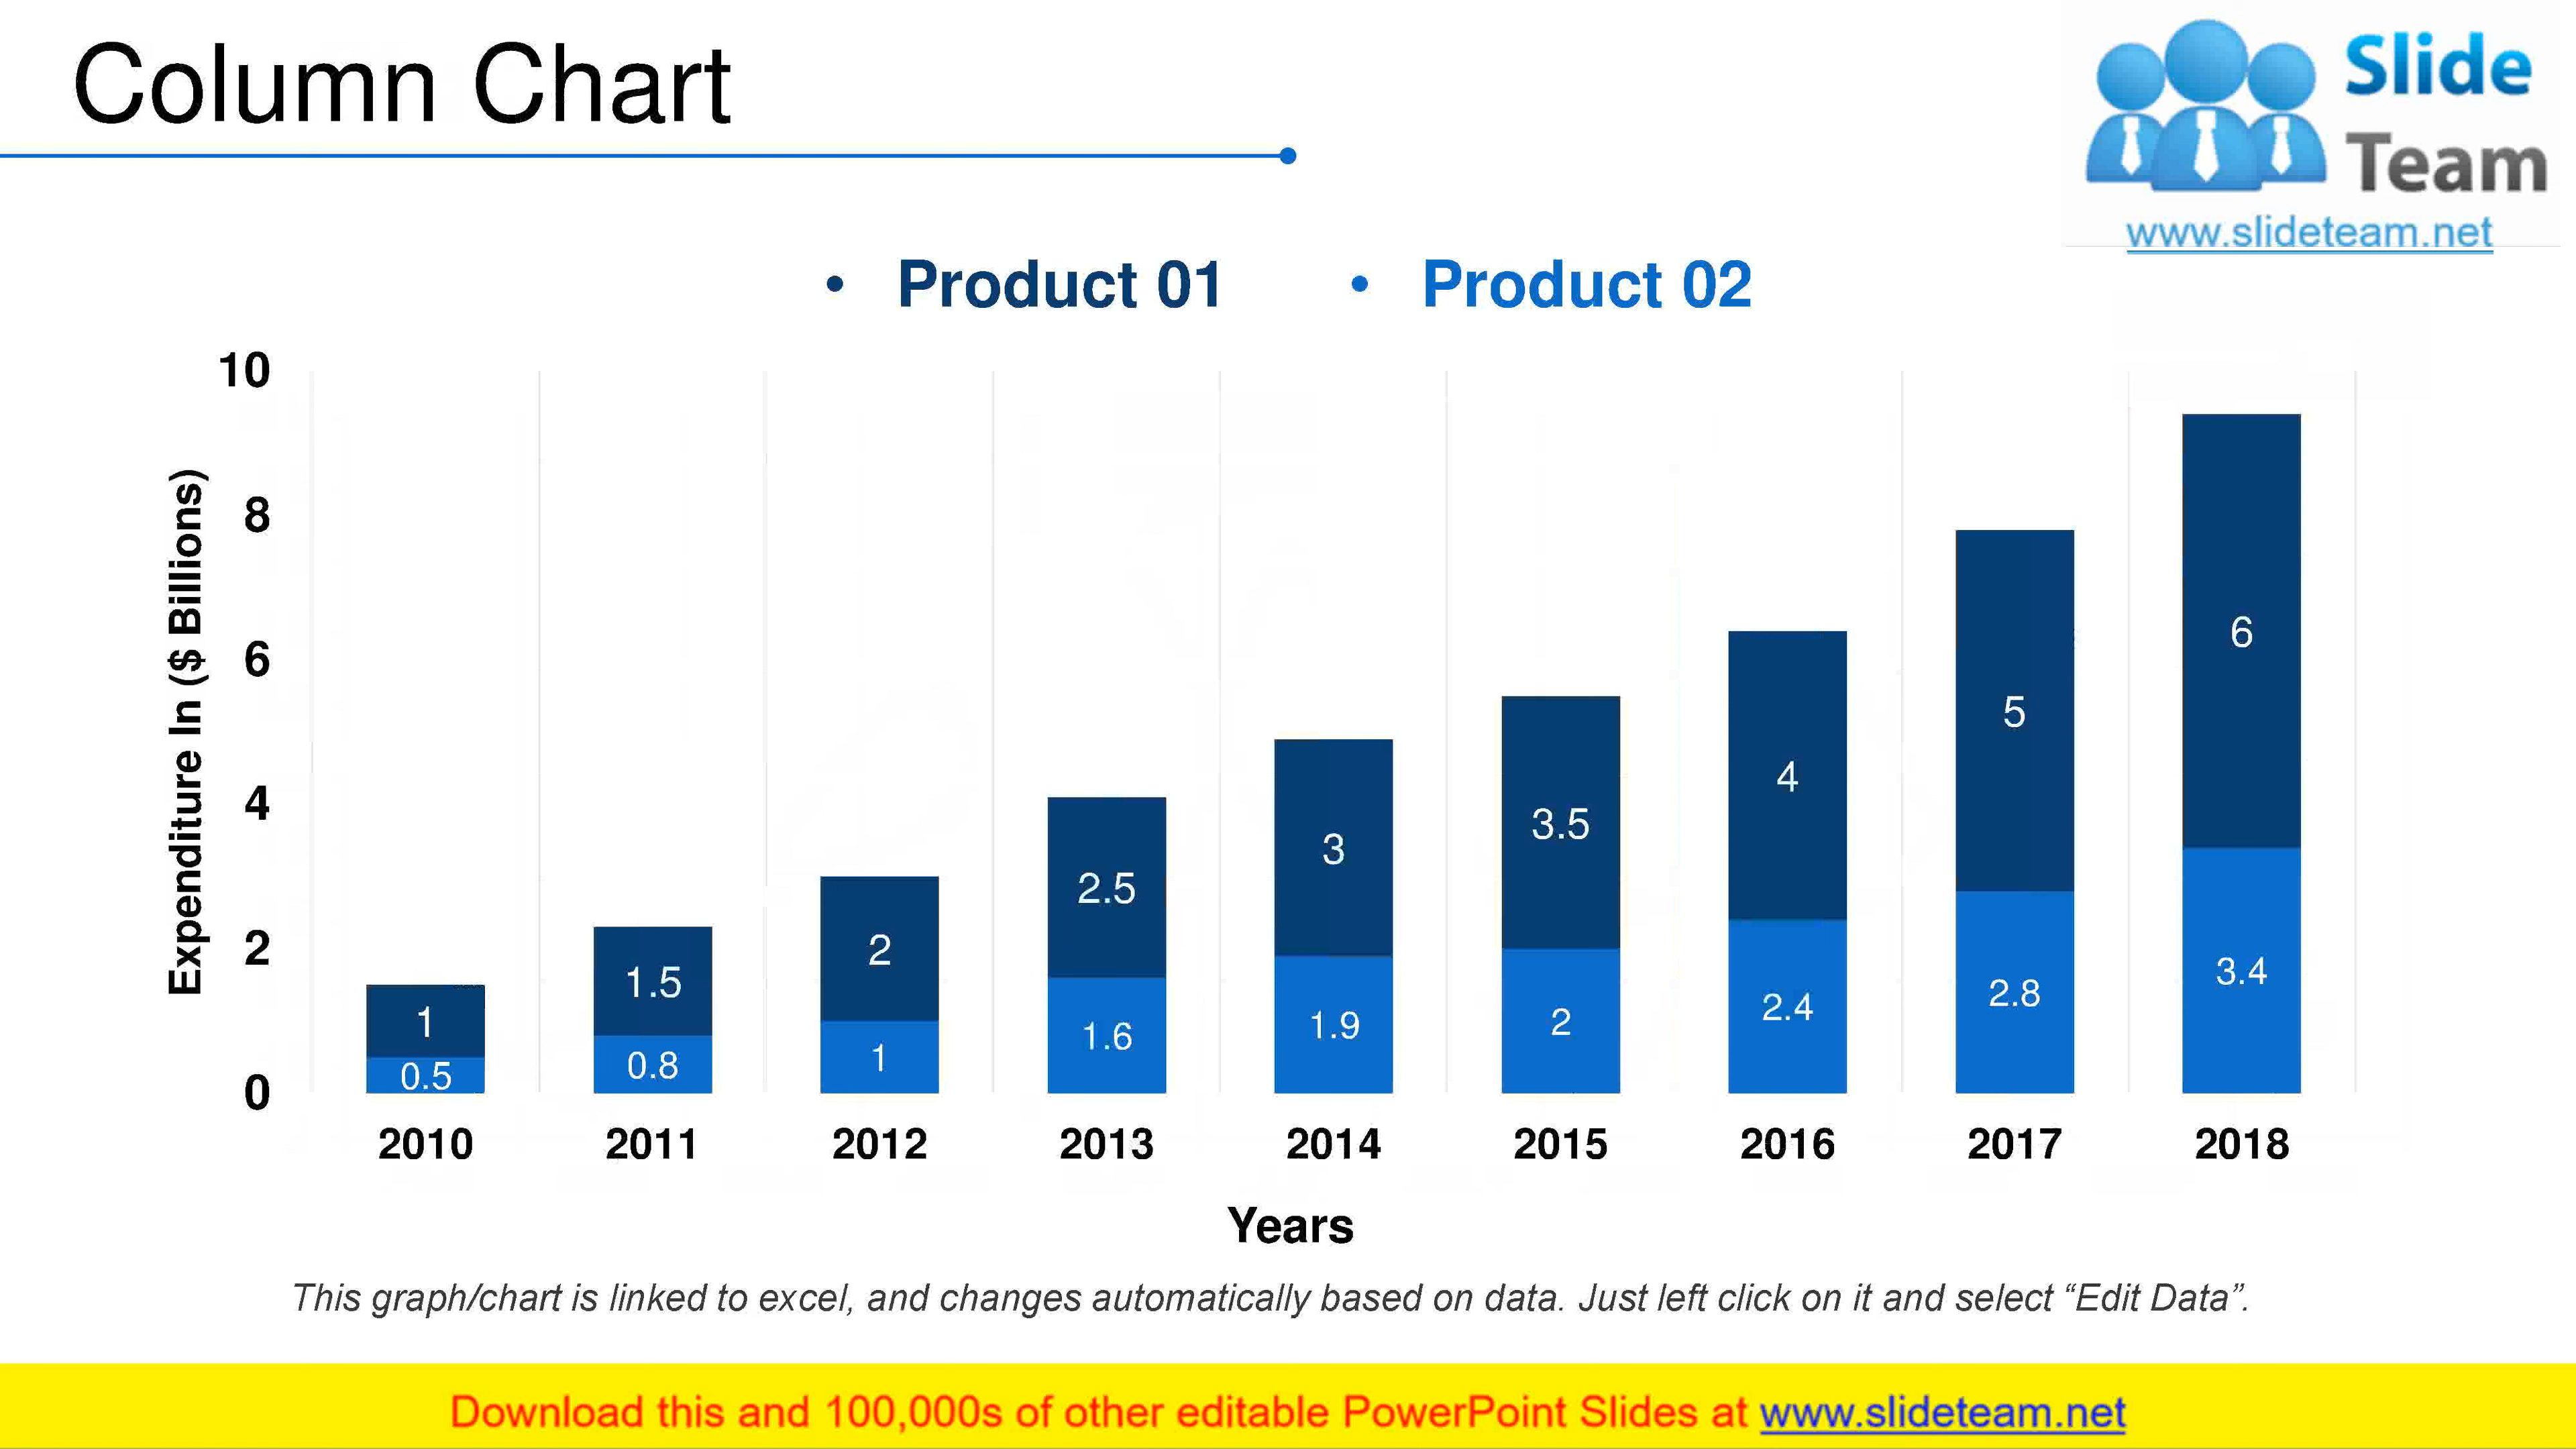 Column Chart
Slide
Team
www.slideteam.net
• Product 01 • Product 02
Expenditure In ($ Billions)
10
8
6
4
2
0
1 1.5 2 2.5 3 3.5 4 5 6
0.5 0.8 1 1.6 1.9 2 2.4 2.8 3.4
2010 2011 2012 2013 2014 2015 2016 2017 2018
Years
This graph/chart is linked to excel, and changes automatically based on data. Just left click on it and select “Edit Data”.
Download this and 100,000s of other editable PowerPoint Slides at www.slideteam.net